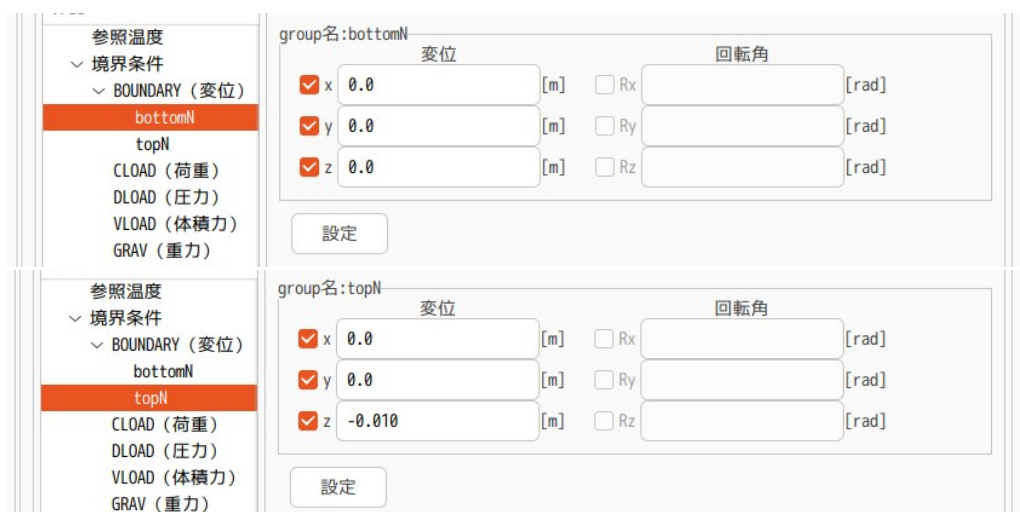 参照温度
境界条件
BOUNDARY (変位)
bottomN
topN
CLOAD (荷重)
DLOAD (圧力)
VLOAD (体積力)
GRAV (重力)
group名:bottomN
変位 回転角
x 0.0 [m] Rx [rad]
y 0.0 [m] Ry [rad]
z 0.0 [m] Rz [rad]
設定
参照温度
境界条件
BOUNDARY (変位)
bottomN
topN
CLOAD (荷重)
DLOAD (圧力)
VLOAD (体積力)
GRAV (重力)
group名:topN
変位 回転角
x 0.0 [m] Rx [rad]
y 0.0 [m] Ry [rad]
z -0.010 [m] Rz [rad]
設定